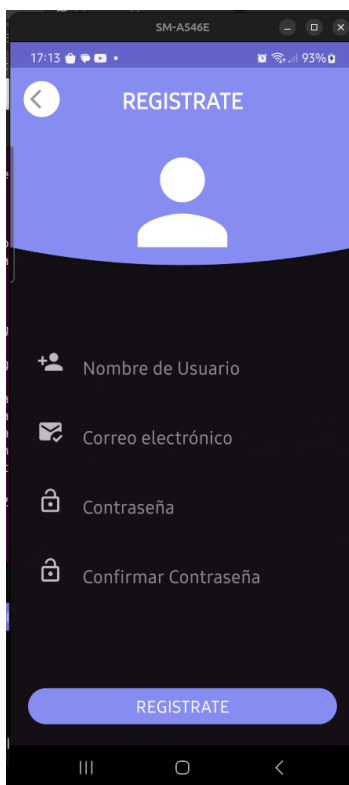 SM-A546E
17:13
93%
REGISTRATE
Nombre de Usuario
Correo electrónico
Contraseña
Confirmar Contraseña
REGISTRATE